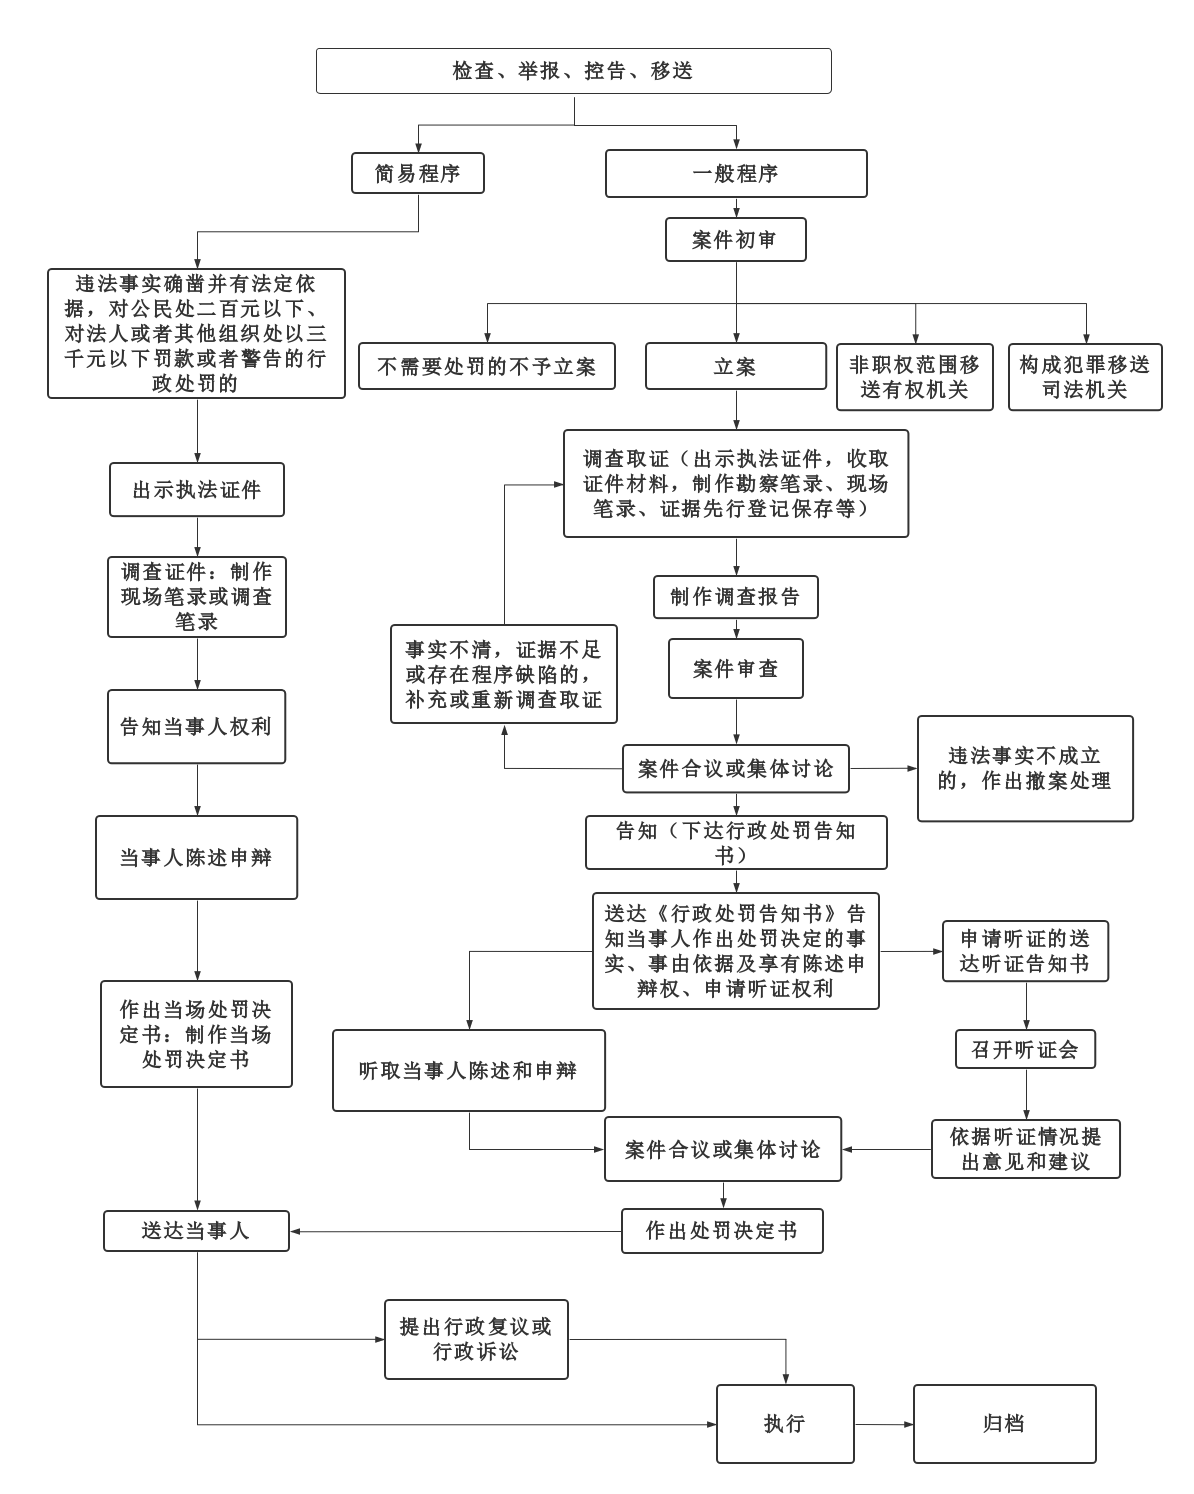 检查、举报、控告、移送
简易程序
一般程序
案件初审
违法事实确凿并有法定依
据，对公民处二百元以下、
对法人或者其他组织处以三
千元以下罚款或者警告的行
政处罚的
不需要处罚的不予立案
立案
非职权范围移
送有权机关
构成犯罪移送
司法机关
调查取证（出示执法证件，收取
证件材料，制作勘察笔录、现场
笔录、证据先行登记保存等）
出示执法证件
调查证件：制作
现场笔录或调查
笔录
制作调查报告
事实不清，证据不足
或存在程序缺陷的，
补充或重新调查取证
案件审查
告知当事人权利
案件合议或集体讨论
违法事实不成立
的，作出撤案处理
告知（下达行政处罚告知
书）
当事人陈述申辩
送达《行政处罚告知书》告
知当事人作出处罚决定的事
实、事由依据及享有陈述申
辩权、申请听证权利
申请听证的送
达听证告知书
作出当场处罚决
定书：制作当场
处罚决定书
听取当事人陈述和申辩
召开听证会
案件合议或集体讨论
依据听证情况提
出意见和建议
送达当事人
作出处罚决定书
提出行政复议或
行政诉讼
执行
归档